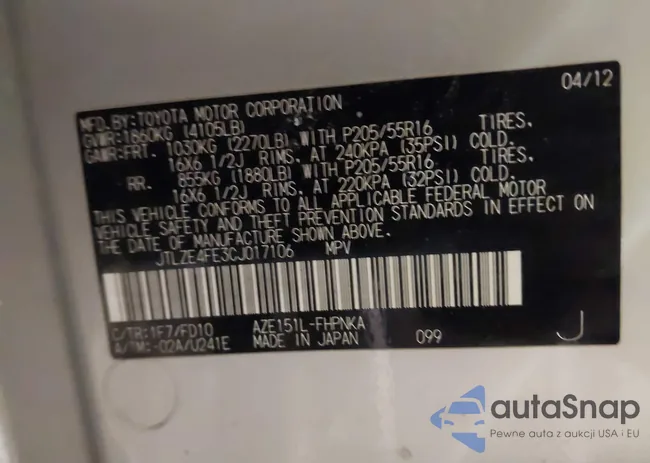 04/12
MFD.BY:TOYOTA MOTOR CORPORATION
GVWR:1860KG (4105LB)
GAWR:FRT. 1030KG (2270LB) WITH P205/55R16 TIRES,
16X6 1/2J RIMS, AT 240KPA (35PSI) COLD.
RR. 855KG (1880LB) WITH P205/55R16 TIRES,
16X6 1/2J RIMS, AT 220KPA (32PSI) COLD.
THIS VEHICLE CONFORMS TO ALL APPLICABLE FEDERAL MOTOR
VEHICLE SAFETY AND THEFT PREVENTION STANDARDS IN EFFECT ON
THE DATE OF MANUFACTURE SHOWN ABOVE.
JTLZE4FE3CJ017106 MPV
C/TR:1F7/FD10 AZE151L-FHPNKA
A/TM:-02A/U241E MADE IN JAPAN 099 J
autaSnap
Pewne auta z aukcji USA i EU